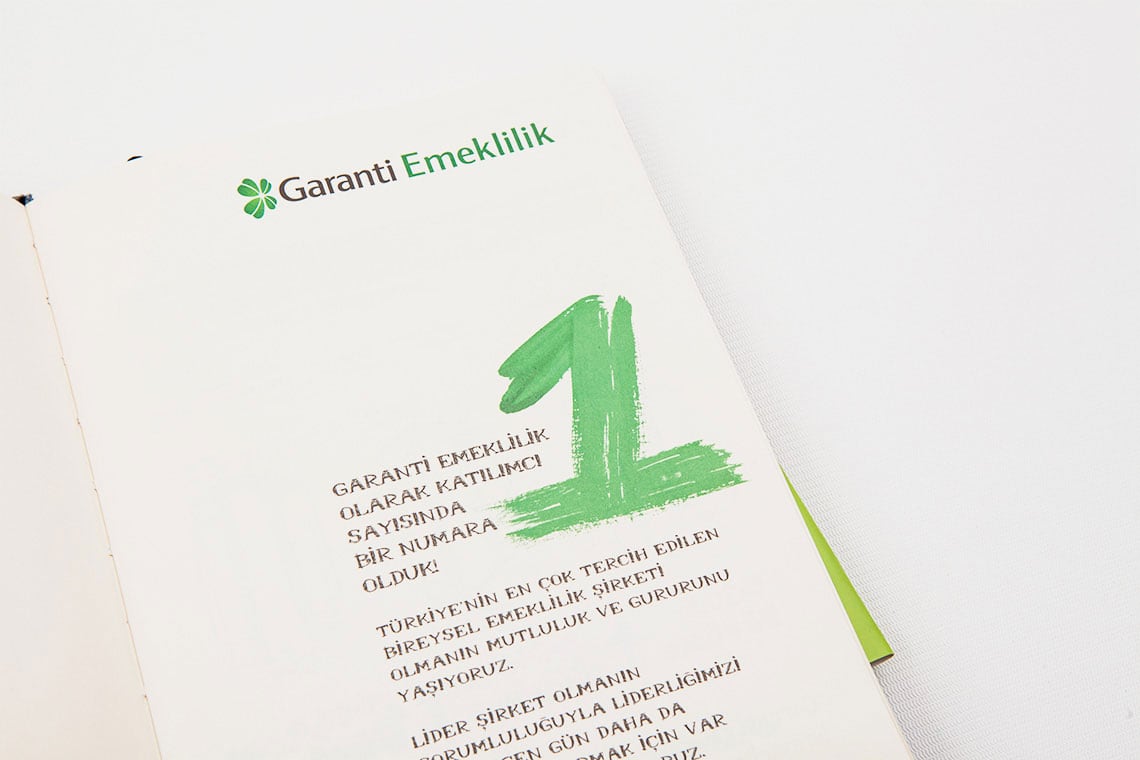 Garanti Emeklilik
1
GARANTİ EMEKLİLİK
OLARAK KATILIMCI
SAYISINDA
BİR NUMARA
OLDUK!
TÜRKİYE'NİN EN ÇOK TERCİH EDİLEN
BİREYSEL EMEKLİLİK ŞİRKETİ
OLMANIN MUTLULUK VE GURURUNU
YAŞIYORUZ.
LİDER ŞİRKET OLMANIN
SORUMLULUĞUYLA LİDERLİĞİMİZİ
GÜN DAHA DA
İÇİN VAR